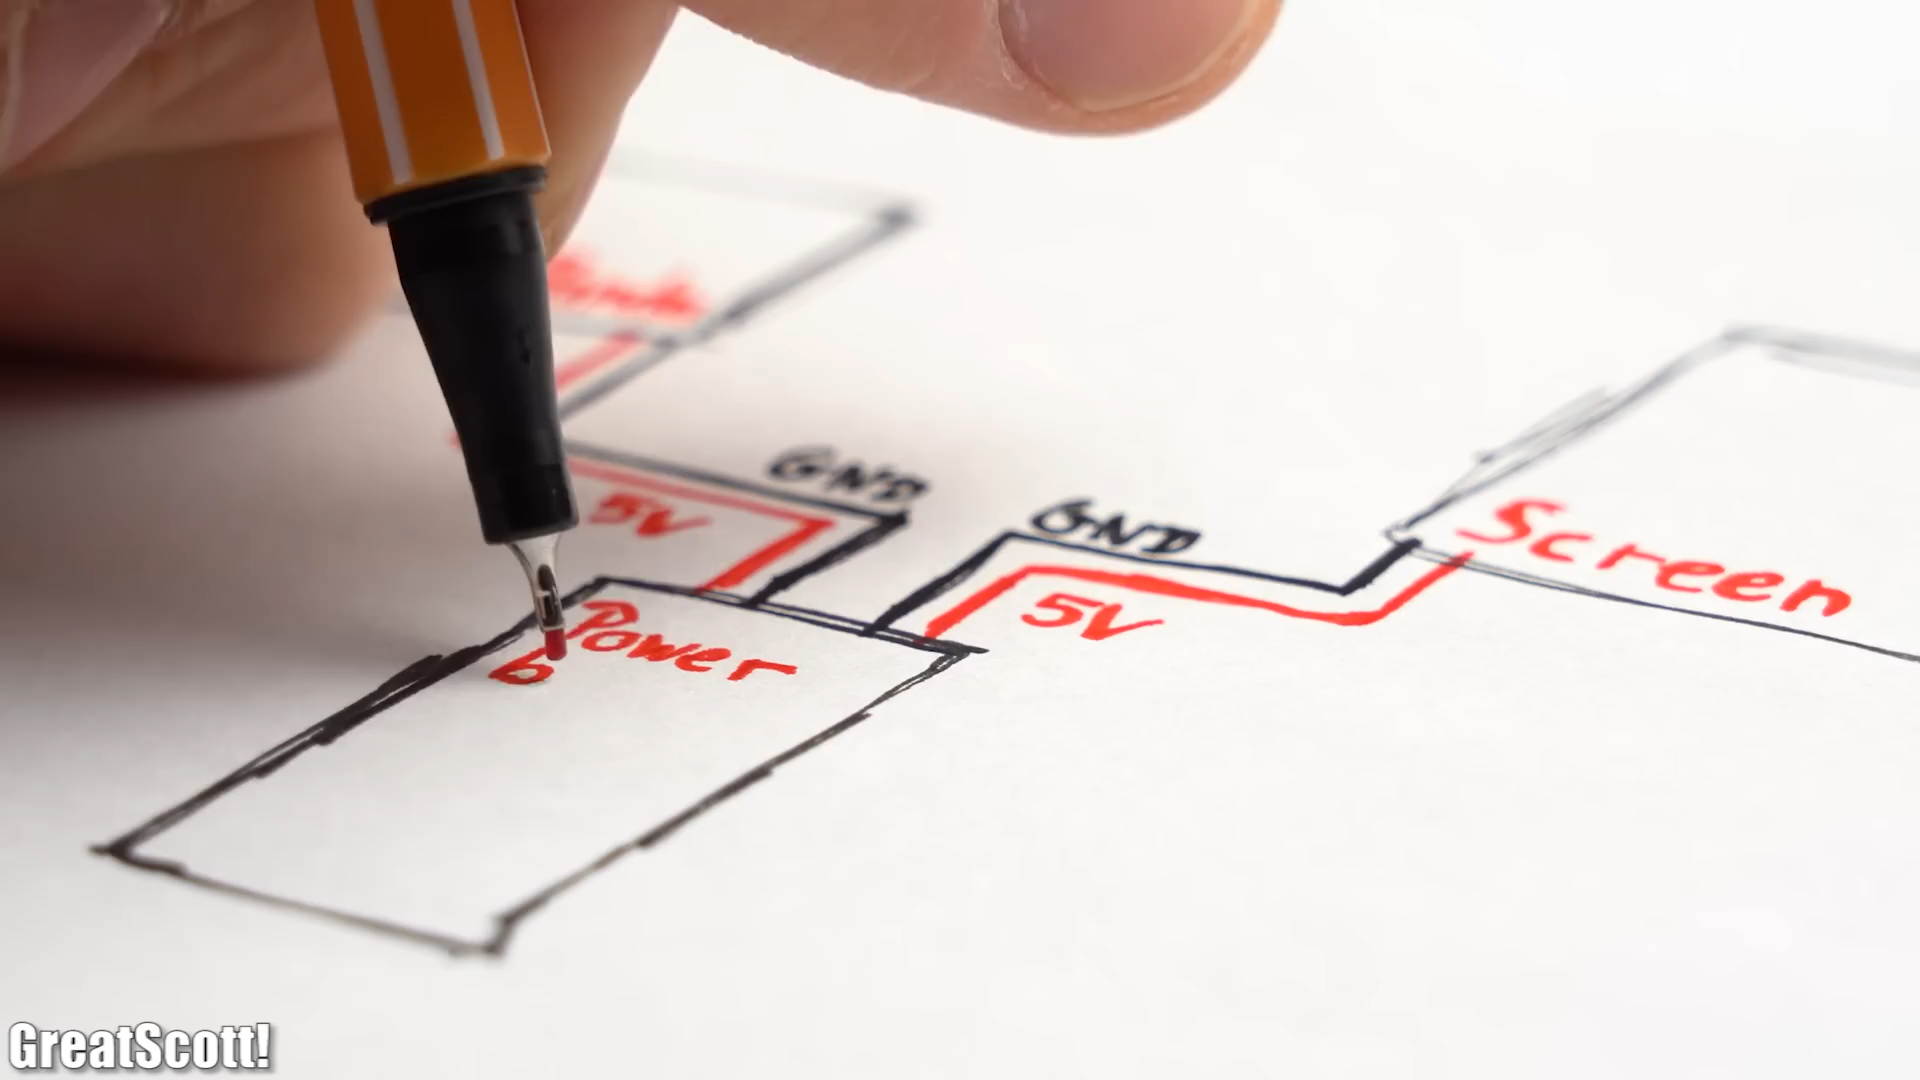 GND
5V
GND
5V
Screen
Power
b
GreatScott!